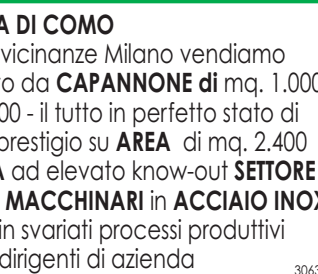 A DI COMO
vicinanze Milano vendiamo
to da CAPANNONE di mq. 1.000
00 - il tutto in perfetto stato di
prestigio su AREA di mq. 2.400
A ad elevato know-out SETTORE
MACCHINARI in ACCIAIO INOX
in svariati processi produttivi
dirigenti di azienda
3063